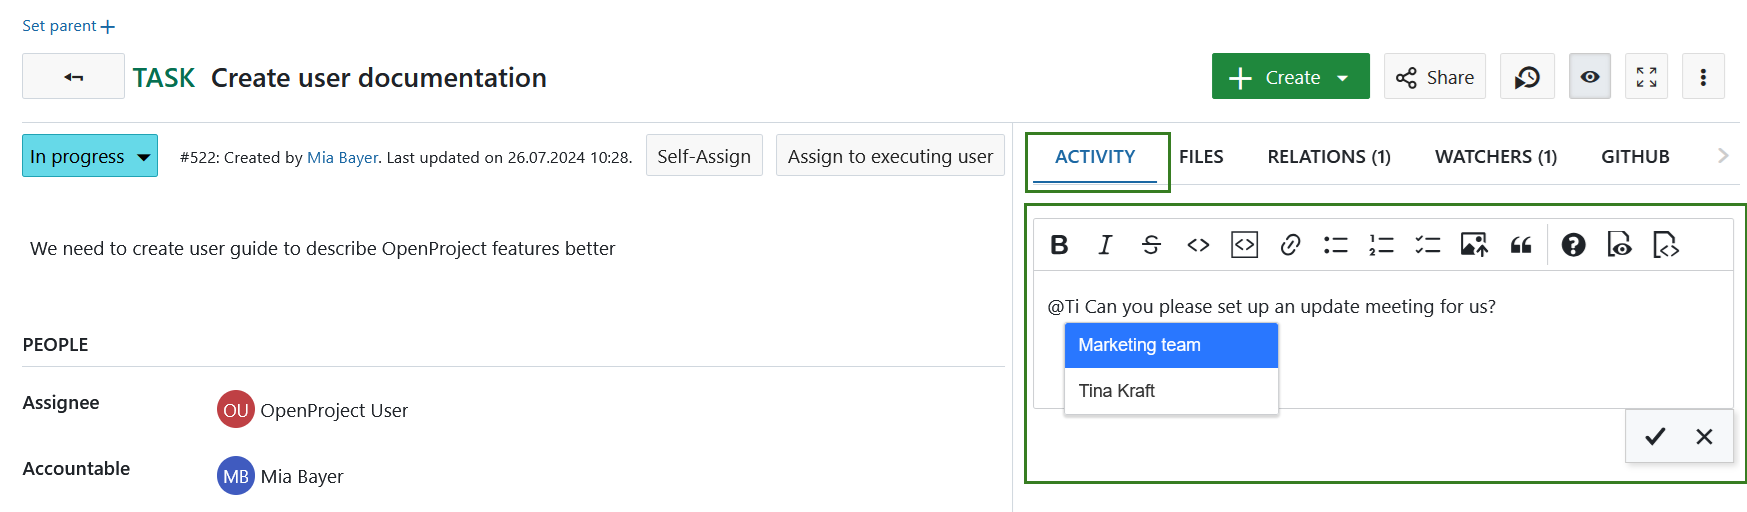 Set parent
TASK Create user documentation
Create
Share
In progress
#522: Created by Mia Bayer. Last updated on 26.07.2024 10:28.
Self-Assign
Assign to executing user
ACTIVITY
FILES
RELATIONS (1)
WATCHERS (1)
GITHUB
We need to create user guide to describe OpenProject features better
PEOPLE
Assignee
OU OpenProject User
Accountable
MB Mia Bayer
@Ti Can you please set up an update meeting for us?
Marketing team
Tina Kraft